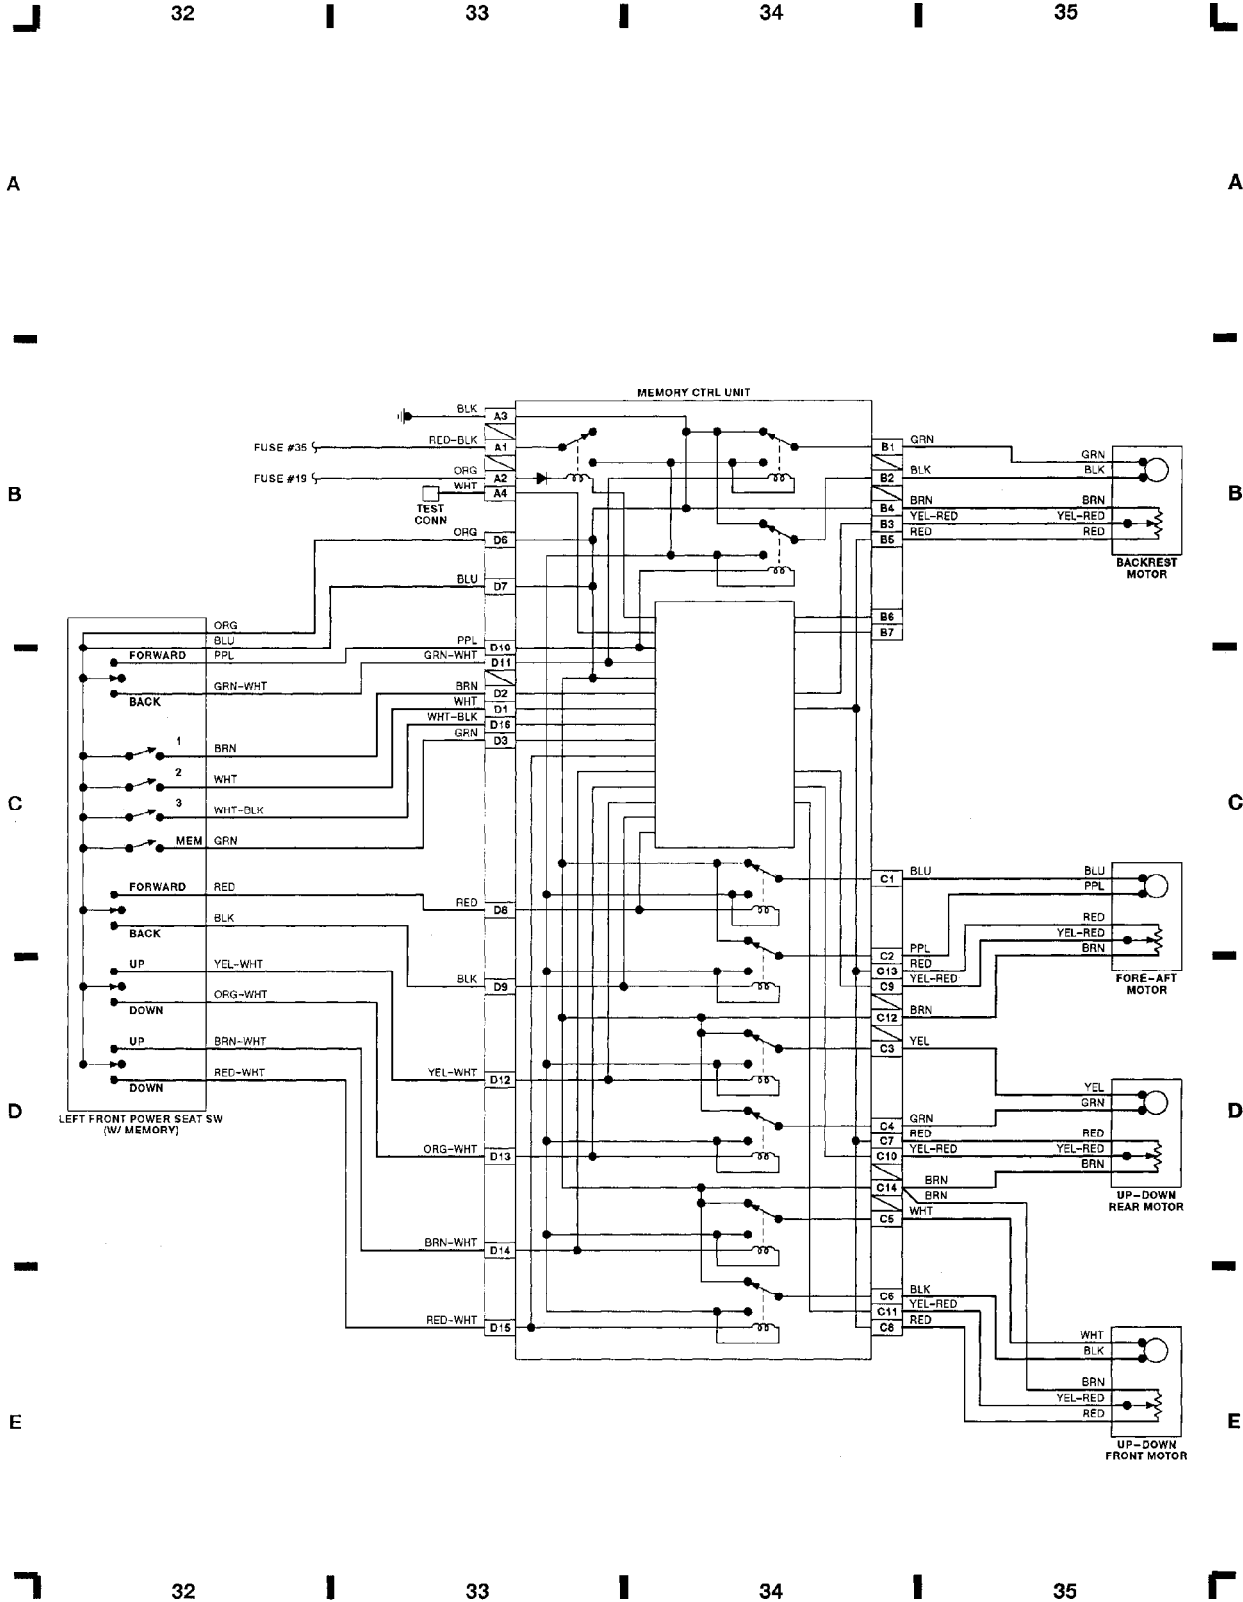 32 33 34 35
A A
MEMORY CTRL UNIT
BLK A3
FUSE #35 RED-BLK A1 B1 GRN
GRN
FUSE #19 ORG A2 B2 BLK BLK
B WHT A4 B
TEST
CONN
B4 BRN BRN
B3 YEL-RED YEL-RED
ORG D6 B5 RED RED
BACKREST
MOTOR
BLU D7
B6
ORG B7
BLU PPL D10
FORWARD PPL GRN-WHT D11
BACK GRN-WHT BRN D2
WHT D1
WHT-BLK D16
GRN D3
1 BRN
2 WHT
C 3 WHT-BLK C
MEM GRN
C1 BLU BLU
PPL
FORWARD RED RED D8
BACK BLK RED
YEL-RED
C2 PPL BRN
UP YEL-WHT C13 RED
BLK D9 C9 YEL-RED
FORE-AFT
MOTOR
DOWN ORG-WHT
C12 BRN
UP BRN-WHT C3 YEL
DOWN RED-WHT YEL-WHT D12
YEL
D GRN D
LEFT FRONT POWER SEAT SW
(W/ MEMORY)
C4 GRN
C7 RED RED
ORG-WHT D13 C10 YEL-RED YEL-RED
BRN
C14 BRN
BRN
UP-DOWN
REAR MOTOR
C5 WHT
BRN-WHT D14
C6 BLK
C11 YEL-RED
RED-WHT D15 C8 RED
WHT
BLK
BRN
YEL-RED
RED
E E
UP-DOWN
FRONT MOTOR
32 33 34 35